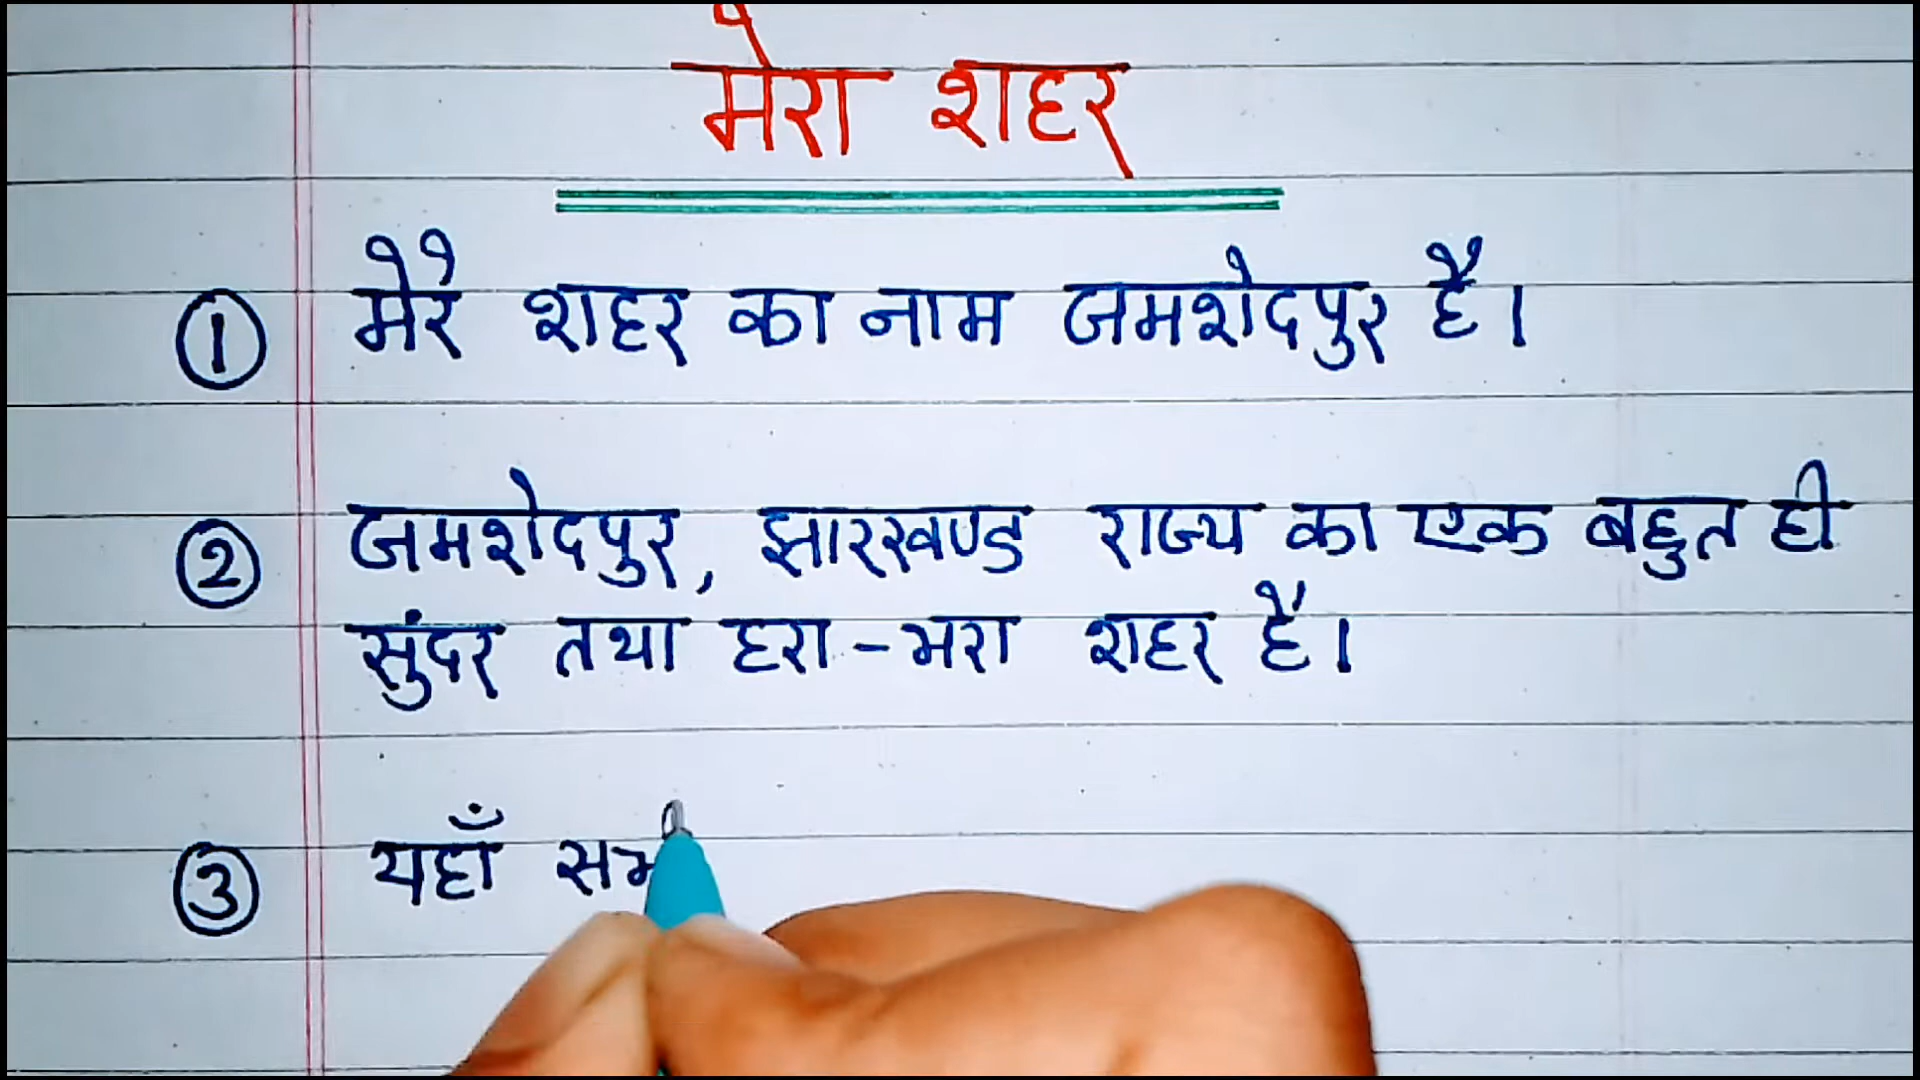 मेरा शहर
① मेरे शहर का नाम जमशेदपुर है।
② जमशेदपुर, झारखण्ड राज्य का एक बहुत ही
सुंदर तथा हरा-भरा शहर है।
③ यहाँ